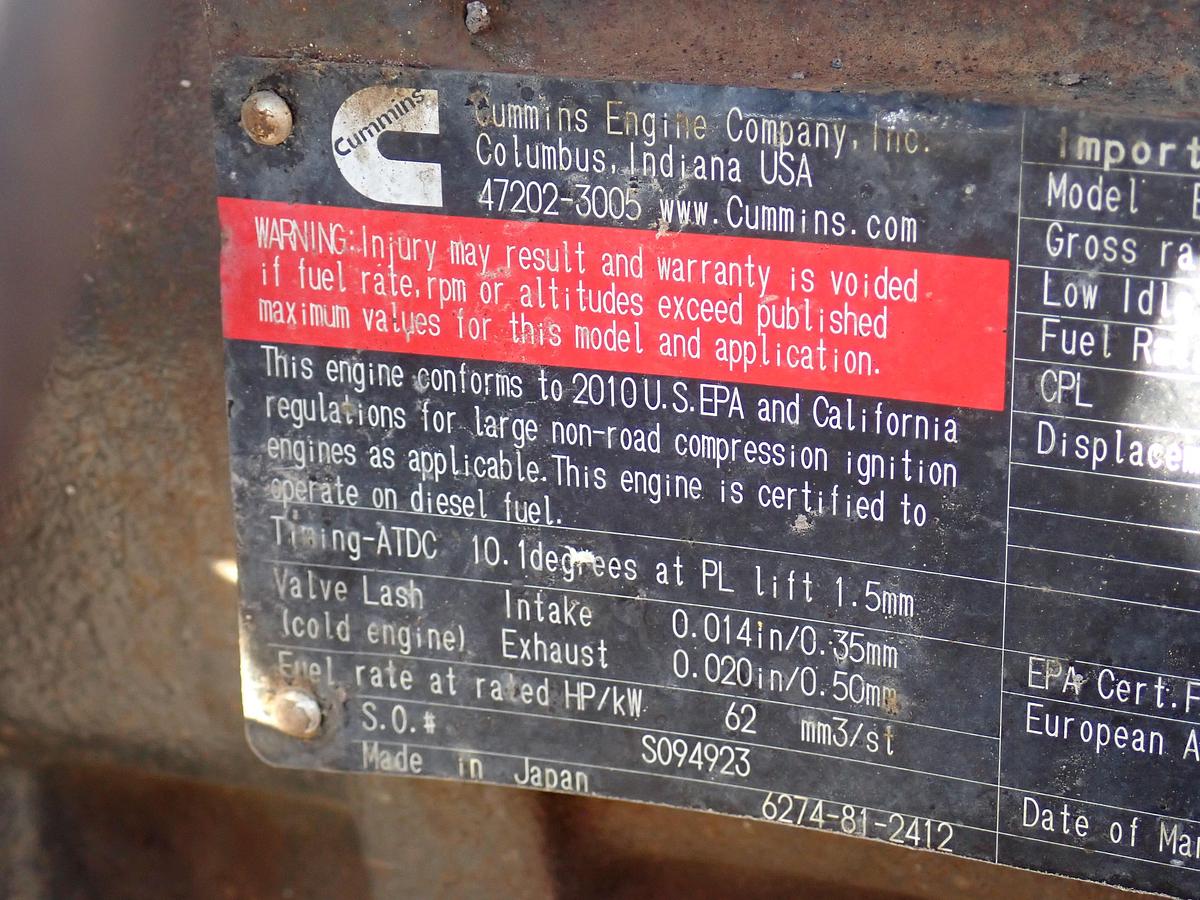 Cummins
Cummins Engine Company, Inc.
Columbus, Indiana USA
47202-3005 www.Cummins.com
WARNING:Injury may result and warranty is voided
if fuel rate,rpm or altitudes exceed published
maximum values for this model and application.
This engine conforms to 2010 U.S.EPA and California
regulations for large non-road compression ignition
engines as applicable.This engine is certified to
operate on diesel fuel.
Timing-ATDC 10.1degrees at PL lift 1.5mm
Valve Lash Intake 0.014in/0.35mm
(cold engine) Exhaust 0.020in/0.50mm
Fuel rate at rated HP/kW 62 mm3/st
S.O.# S094923
Made in Japan 6274-81-2412
Import
Model
Gross
Low
Fuel
CPL
EPA Cert.
European
Date of